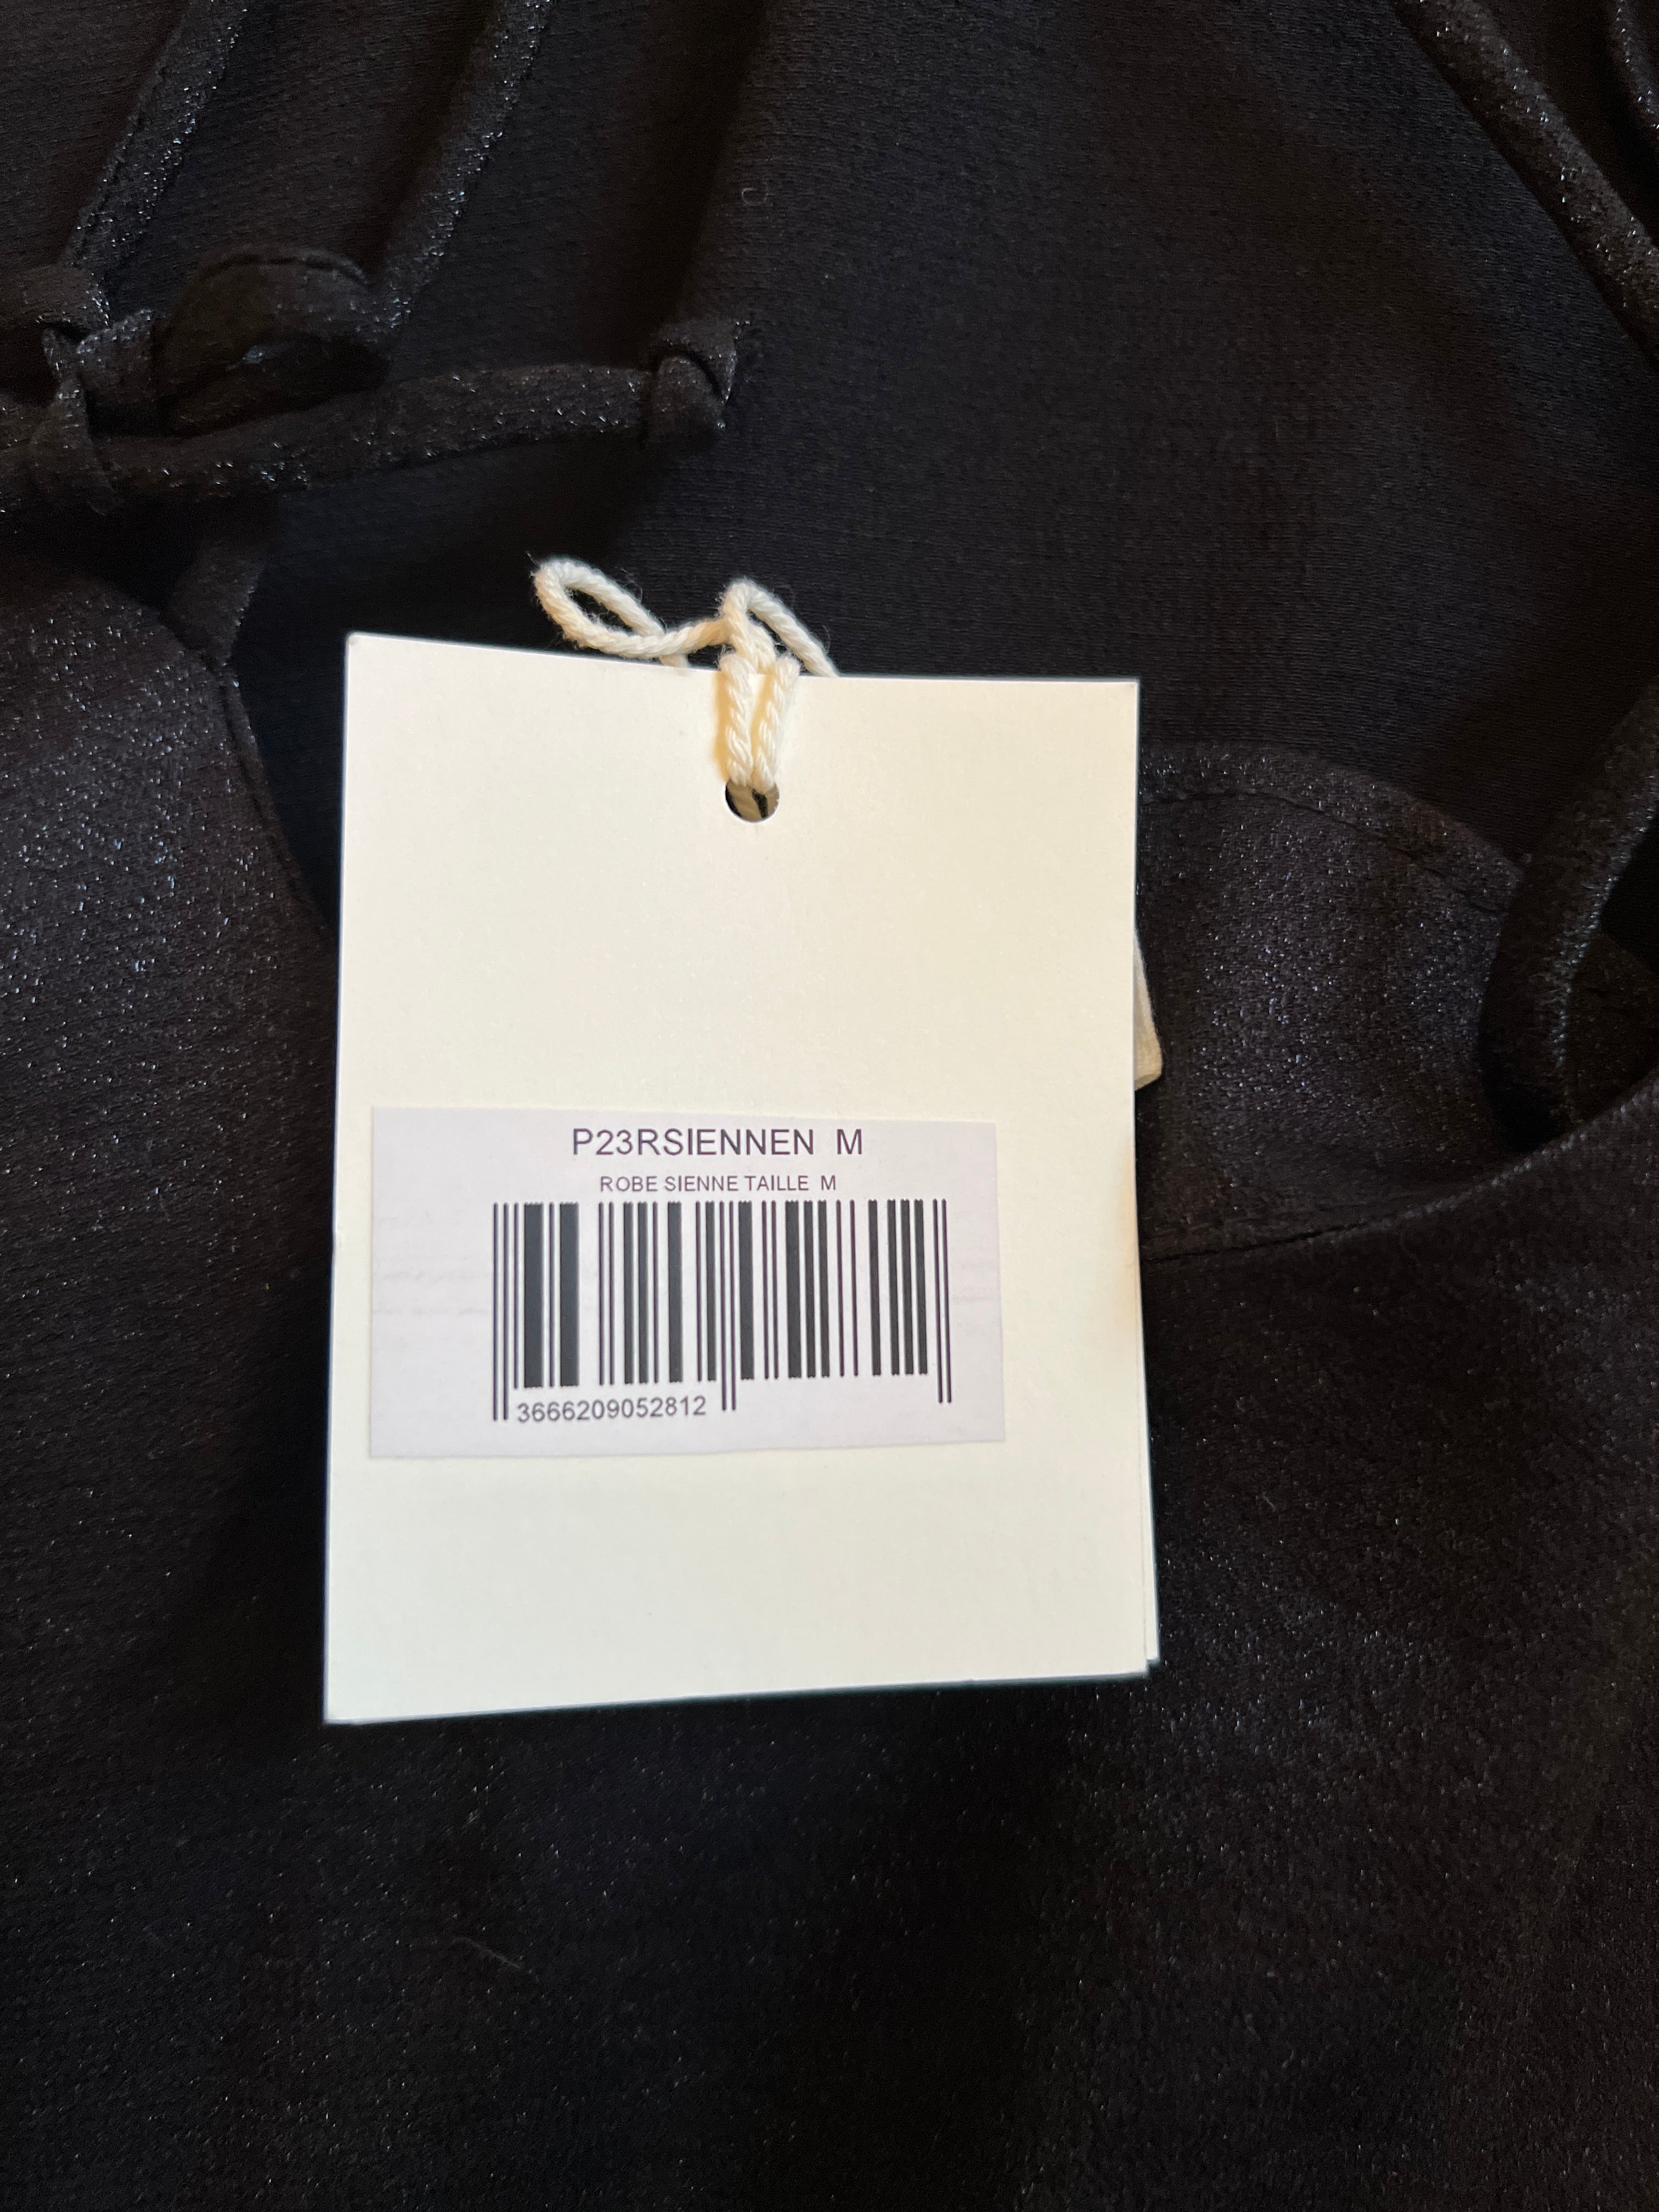 P23RSIENNEN M
ROBE SIENNE TAILLE M
3666209052812